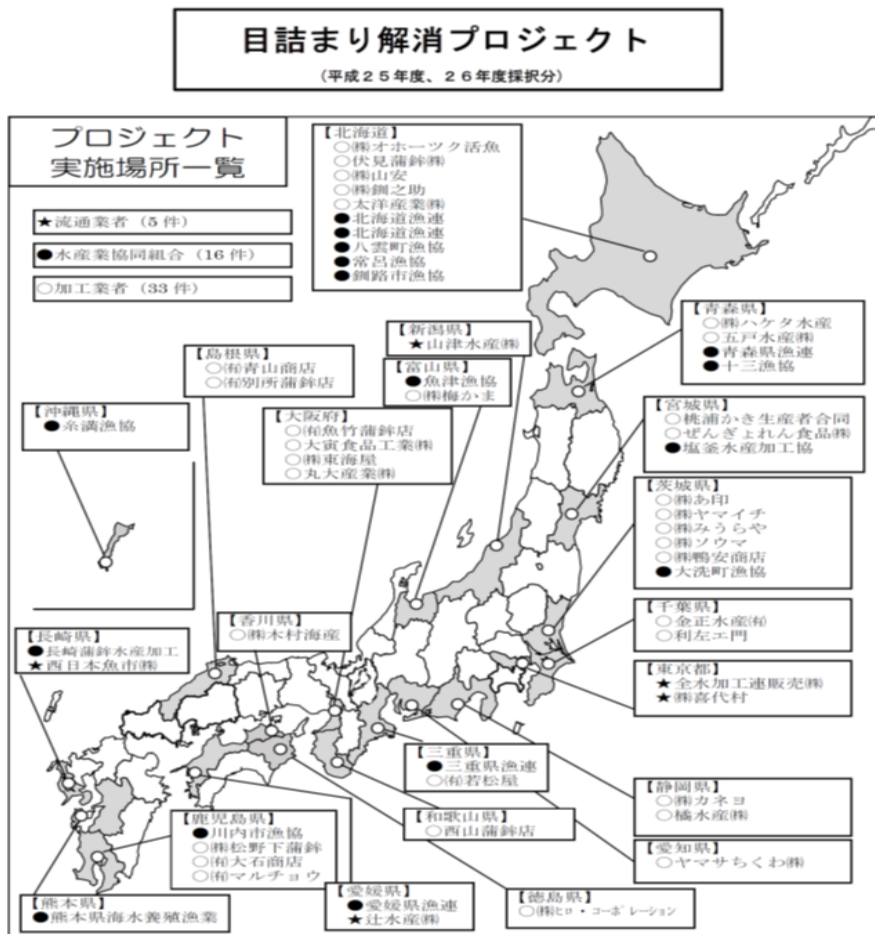 目詰まり解消プロジェクト
(平成25年度、26年度採択分)
プロジェクト
実施場所一覧
★流通業者(5件)
●水産業協同組合(16件)
○加工業者(33件)
【北海道】
○㈱オホーツク活魚
○伏見蒲鉾㈱
○㈱山安
○㈱釧之助
○太洋産業㈱
●北海道漁連
●北海道漁連
●八雲町漁協
●常呂漁協
●釧路市漁協
【青森県】
○㈱ハケタ水産
○五戸水産㈱
●青森県漁連
●十三漁協
【新潟県】
★山津水産㈱
【富山県】
●魚津漁協
○㈱梅かま
【島根県】
○㈲青山商店
○㈲別所蒲鉾店
【大阪府】
○㈲魚竹蒲鉾店
○大寅食品工業㈱
○㈱東海屋
○丸大産業㈱
【沖縄県】
●糸満漁協
【宮城県】
○桃浦かき生産者合同
○ぜんぎょれん食品㈱
●塩釜水産加工協
【茨城県】
○㈱あ印
○㈱ヤマイチ
○㈱みうらや
○㈱ソウマ
○㈱鴨安商店
●大洗町漁協
【千葉県】
○金正水産㈲
○利左エ門
【東京都】
★全水加工連販売㈱
★㈱喜代村
【香川県】
○㈱木村海産
【長崎県】
●長崎蒲鉾水産加工
★西日本魚市㈱
【三重県】
●三重県漁連
○㈲若松屋
【静岡県】
○㈱カネヨ
○橘水産㈱
【和歌山県】
○西山蒲鉾店
【愛知県】
○ヤマサちくわ㈱
【鹿児島県】
●川内市漁協
○㈱松野下蒲鉾
○㈲大石商店
○㈲マルチョウ
【熊本県】
●熊本県海水養殖漁業
【愛媛県】
●愛媛県漁連
★辻水産㈱
【徳島県】
○㈱ヒロ・コーポレーション